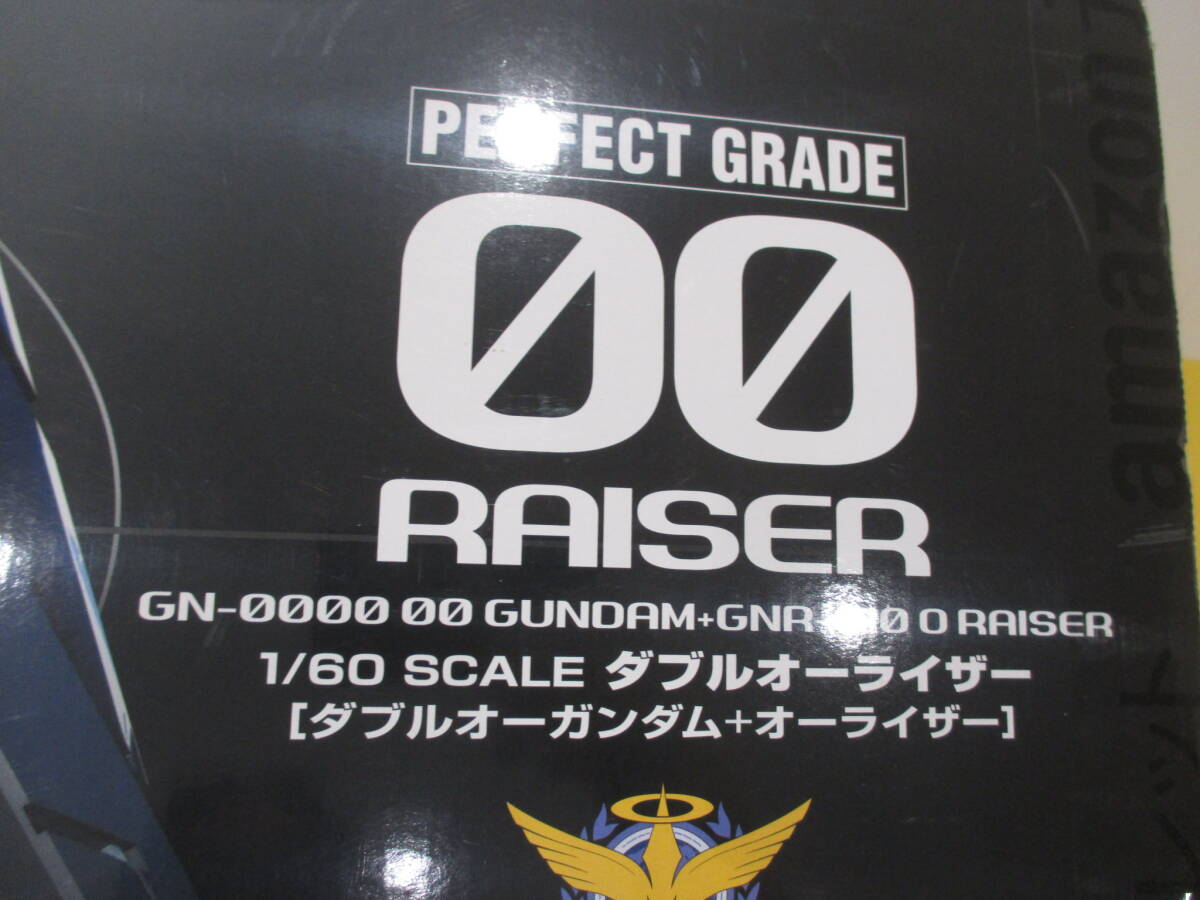 PERFECT GRADE
00
RAISER
GN-0000 00 GUNDAM+GNR 0 RAISER
1/60 SCALE ダブルオーライザー
[ダブルオーガンダム+オーライザー]
amazon